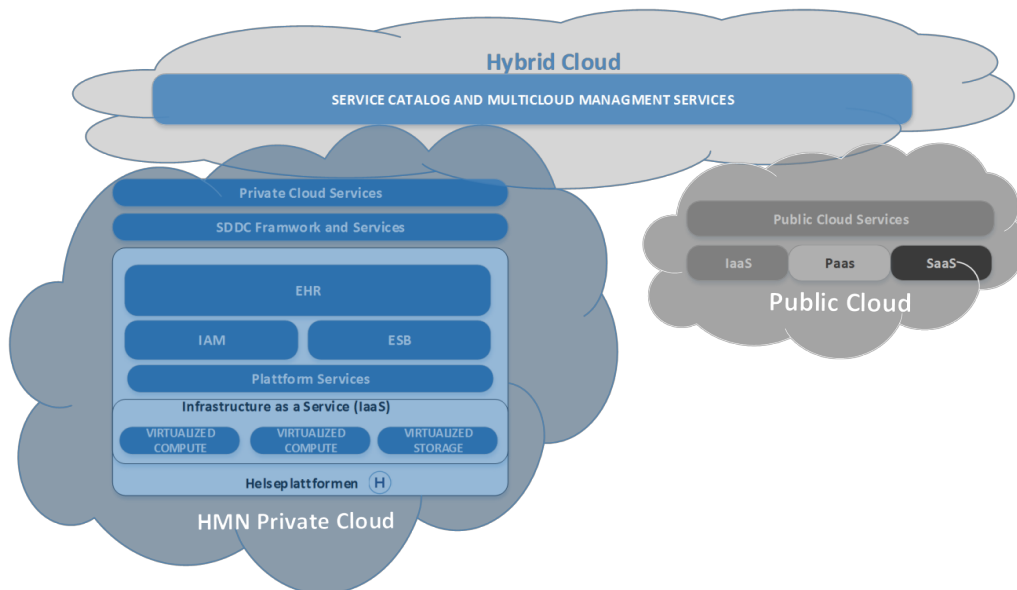 Hybrid Cloud
SERVICE CATALOG AND MULTICLOUD MANAGMENT SERVICES
Private Cloud Services
SDDC Framwork and Services
EHR
IAM
ESB
Plattform Services
Infrastructure as a Service (IaaS)
VIRTUALIZED
COMPUTE
VIRTUALIZED
COMPUTE
VIRTUALIZED
STORAGE
Helseplattformen H
HMN Private Cloud
Public Cloud Services
IaaS
Paas
SaaS
Public Cloud